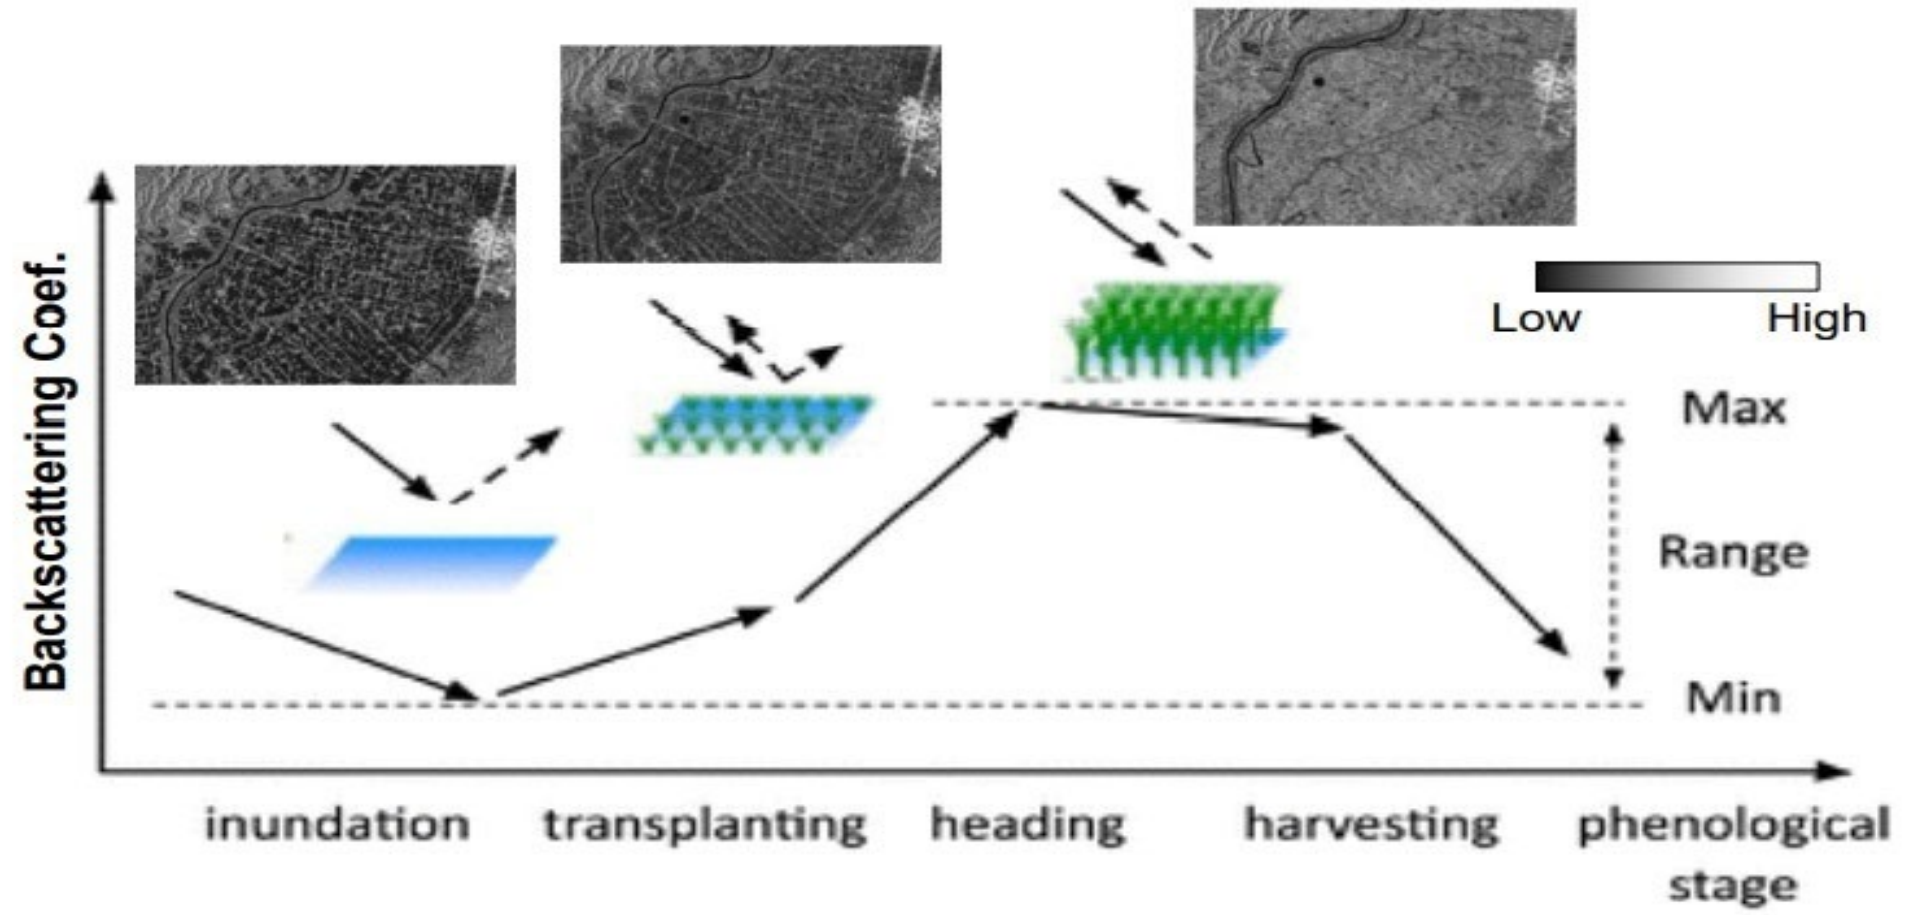 Backscattering Coef.
Low High
Max
Range
Min
inundation transplanting heading harvesting phenological
stage